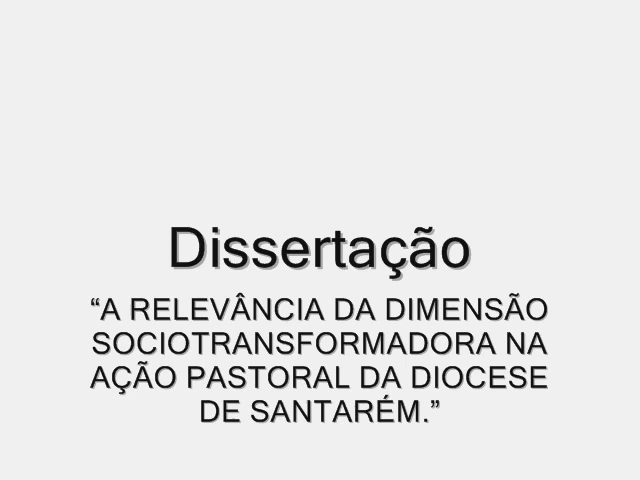 Dissertação
“A RELEVÂNCIA DA DIMENSÃO
SOCIOTRANSFORMADORA NA
AÇÃO PASTORAL DA DIOCESE
DE SANTARÉM.”